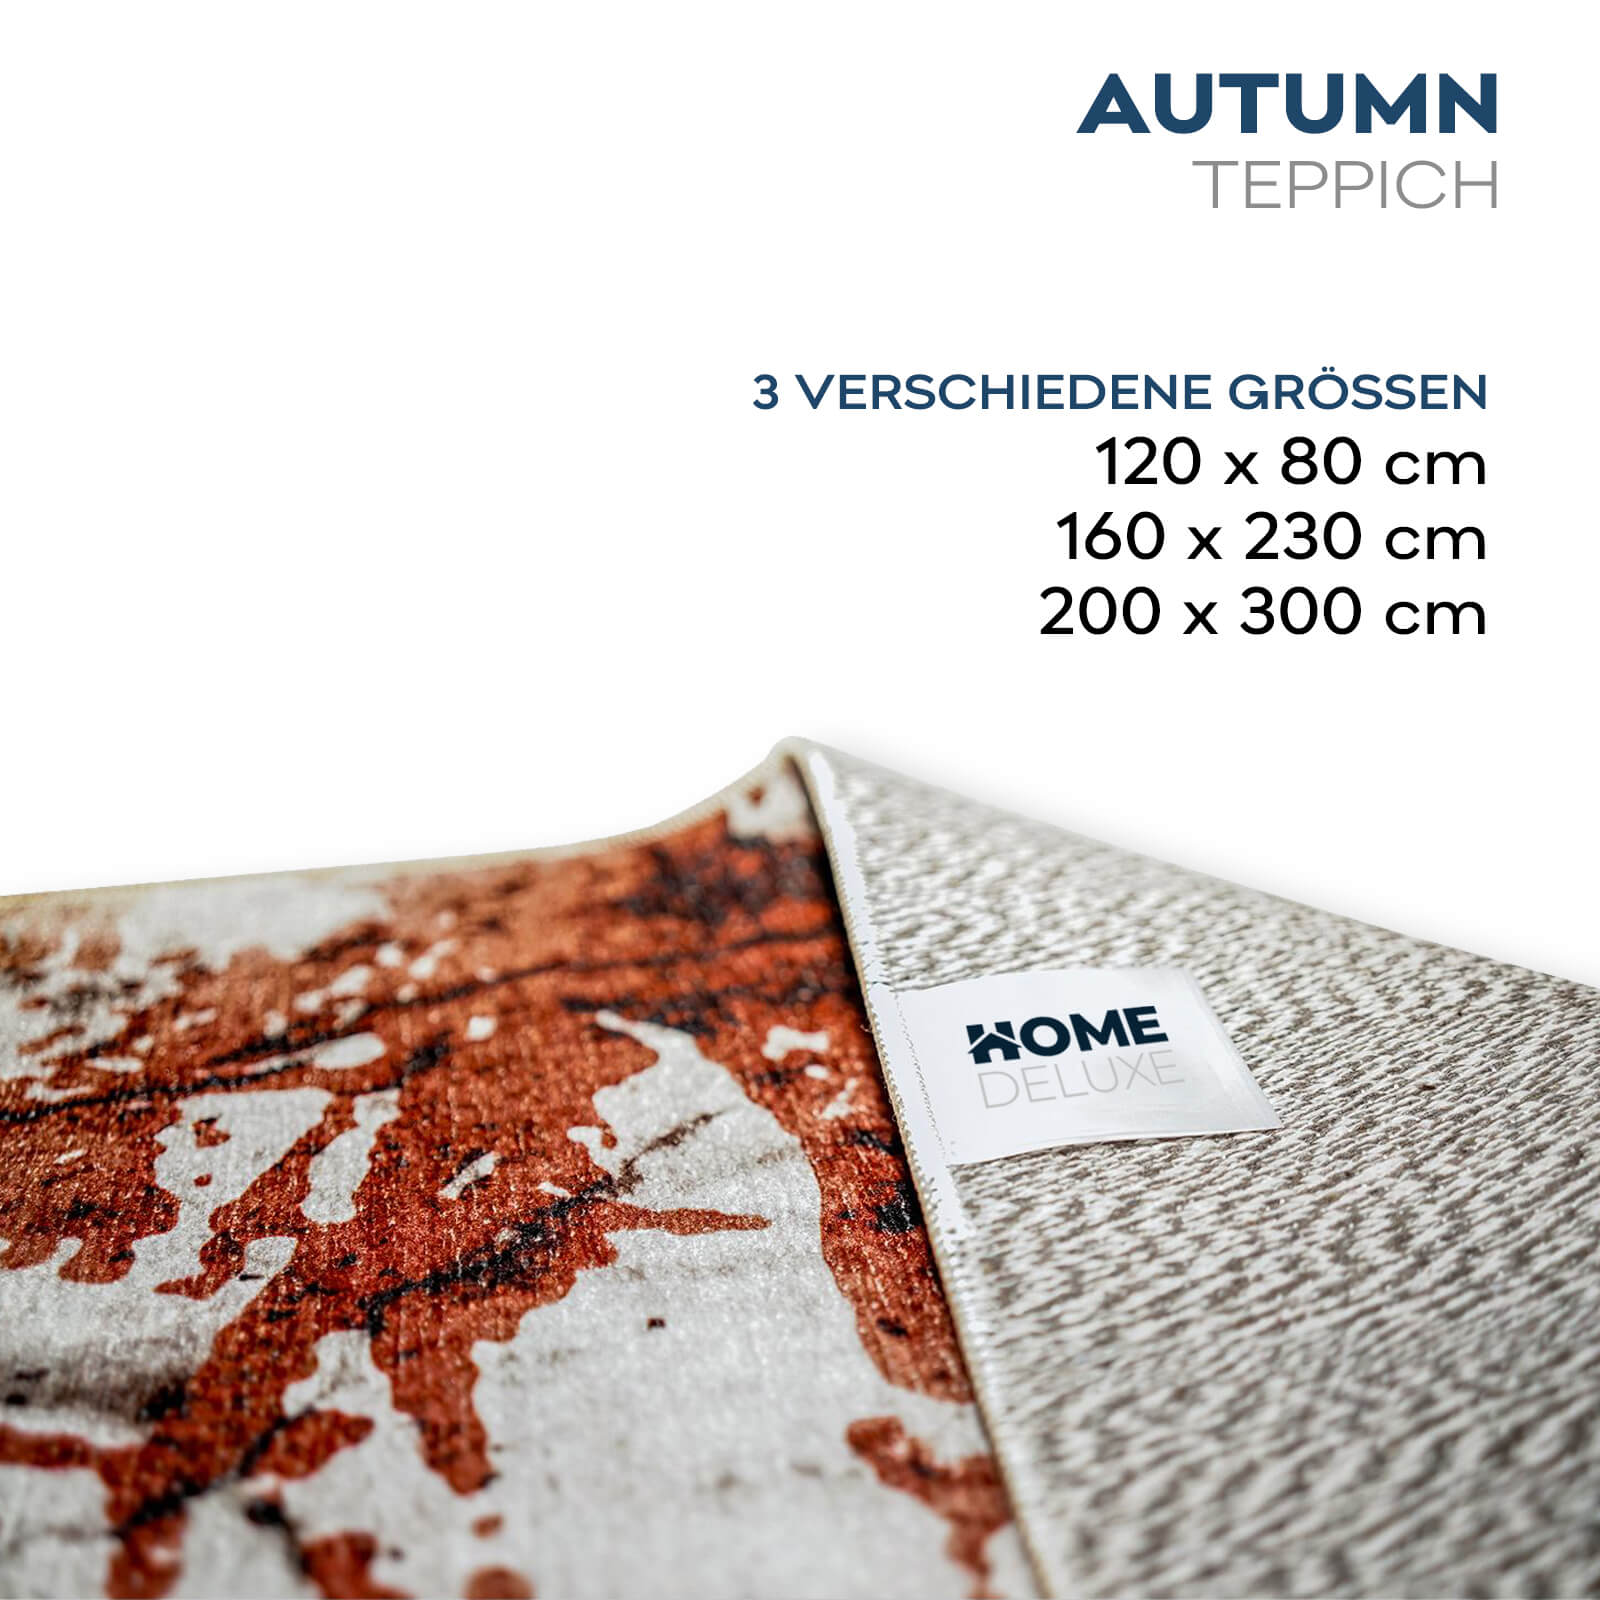 AUTUMN
TEPPICH
3 VERSCHIEDENE GRÖSSEN
120 x 80 cm
160 x 230 cm
200 x 300 cm
HOME
DELUXE